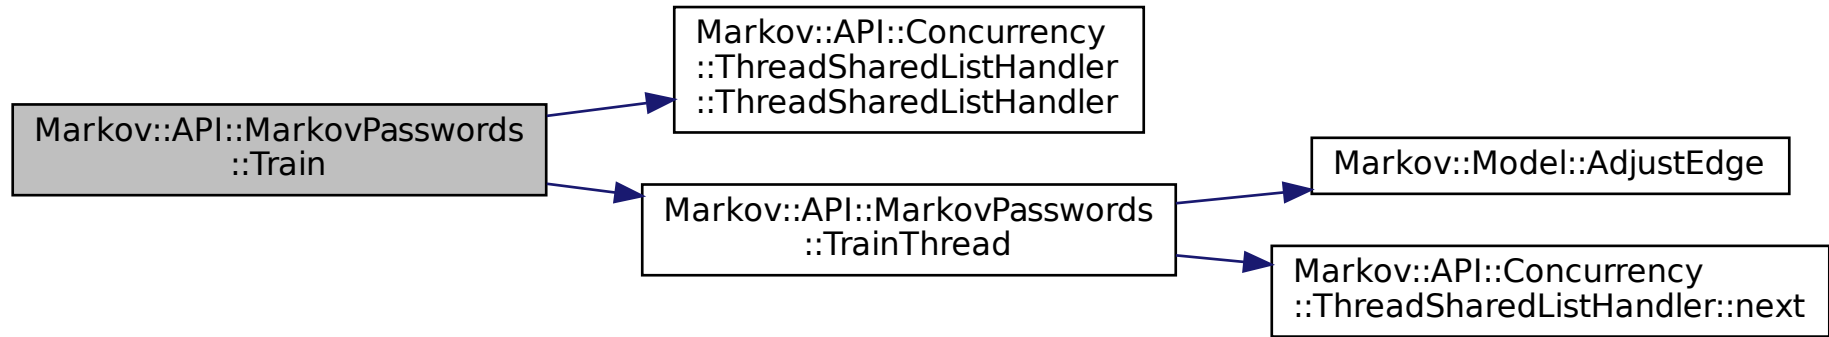 Markov::API::MarkovPasswords
::Train
Markov::API::Concurrency
::ThreadSharedListHandler
::ThreadSharedListHandler
Markov::API::MarkovPasswords
::TrainThread
Markov::Model::AdjustEdge
Markov::API::Concurrency
::ThreadSharedListHandler::next